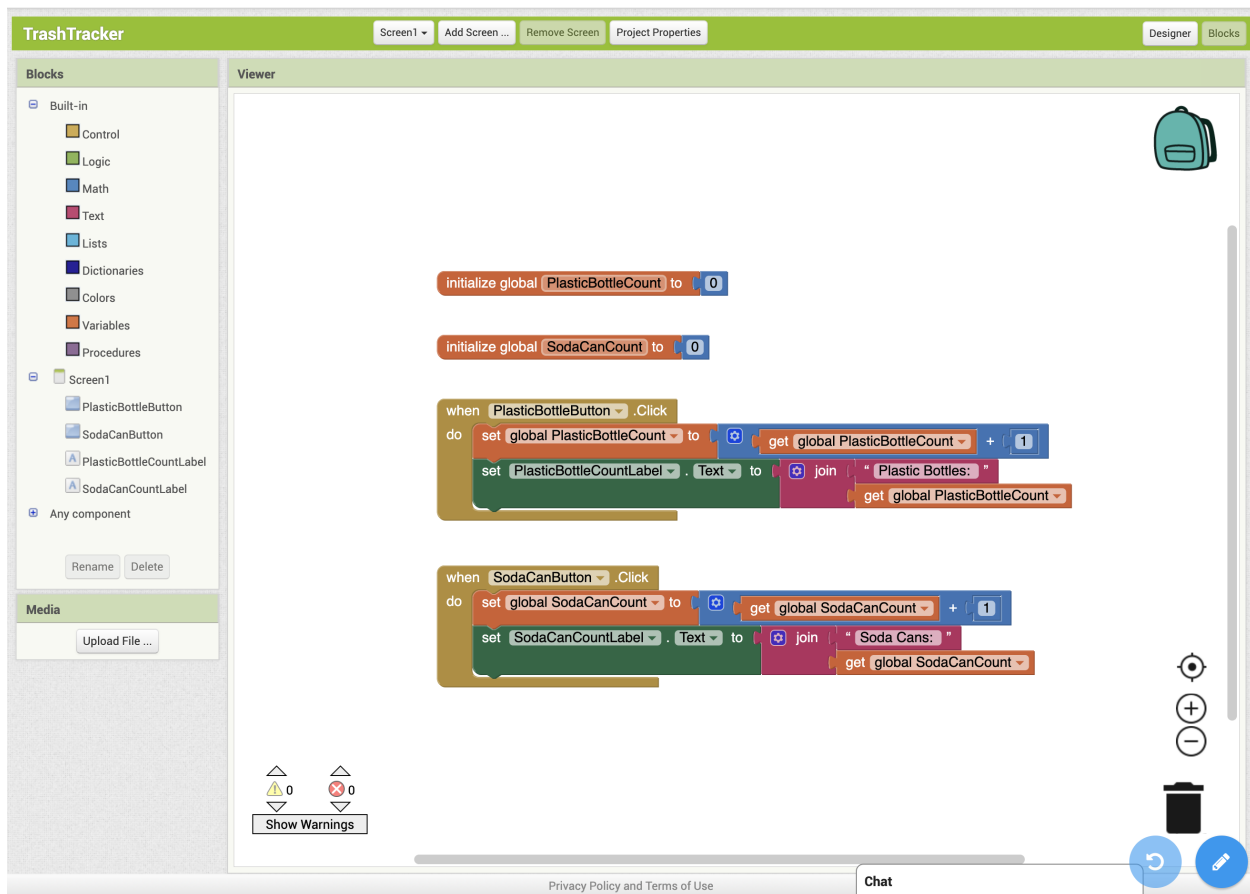 TrashTracker
Screen1 Add Screen ... Remove Screen Project Properties
Designer Blocks
Blocks
Viewer
Built-in
Control
Logic
Math
Text
Lists
Dictionaries
Colors
Variables
Procedures
Screen1
PlasticBottleButton
SodaCanButton
PlasticBottleCountLabel
SodaCanCountLabel
Any component
Rename Delete
Media
Upload File ...
initialize global PlasticBottleCount to 0
initialize global SodaCanCount to 0
when PlasticBottleButton .Click
do set global PlasticBottleCount to get global PlasticBottleCount + 1
set PlasticBottleCountLabel . Text to join “ Plastic Bottles: ”
get global PlasticBottleCount
when SodaCanButton .Click
do set global SodaCanCount to get global SodaCanCount + 1
set SodaCanCountLabel . Text to join “ Soda Cans: ”
get global SodaCanCount
0 0
Show Warnings
Privacy Policy and Terms of Use
Chat